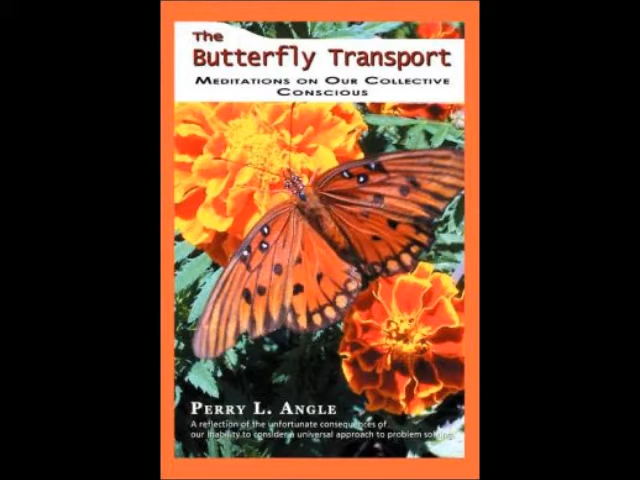 The
Butterfly Transport
Meditations on Our Collective
Conscious
Perry L. Angle
A reflection of the unfortunate consequences of
our inability to consider a universal approach to problem solving